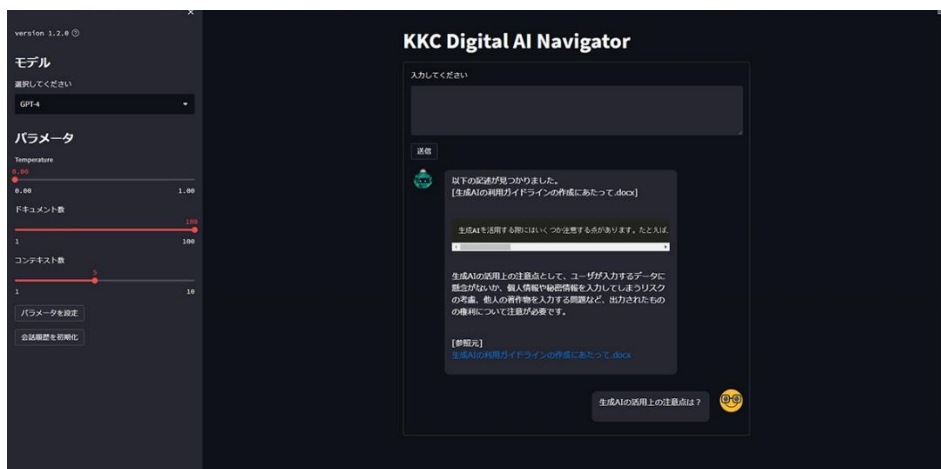 version 1.2.0
モデル
選択してください
GPT-4
パラメータ
Temperature
0.00
0.00 1.00
ドキュメント数
100
1 100
コンテキスト数
5
1 10
パラメータを設定
会話履歴を初期化
KKC Digital AI Navigator
入力してください
送信
以下の記述が見つかりました。
[生成AIの利用ガイドラインの作成にあたって.docx]
生成AIを活用する際にはいくつか注意する点があります。たとえば、
生成AIの活用上の注意点として、ユーザが入力するデータに
懸念がないか、個人情報や秘密情報を入力してしまうリスク
の考慮、他人の著作物を入力する問題など、出力されたもの
の権利について注意が必要です。
[参照元]
生成AIの利用ガイドラインの作成にあたって.docx
生成AIの活用上の注意点は？